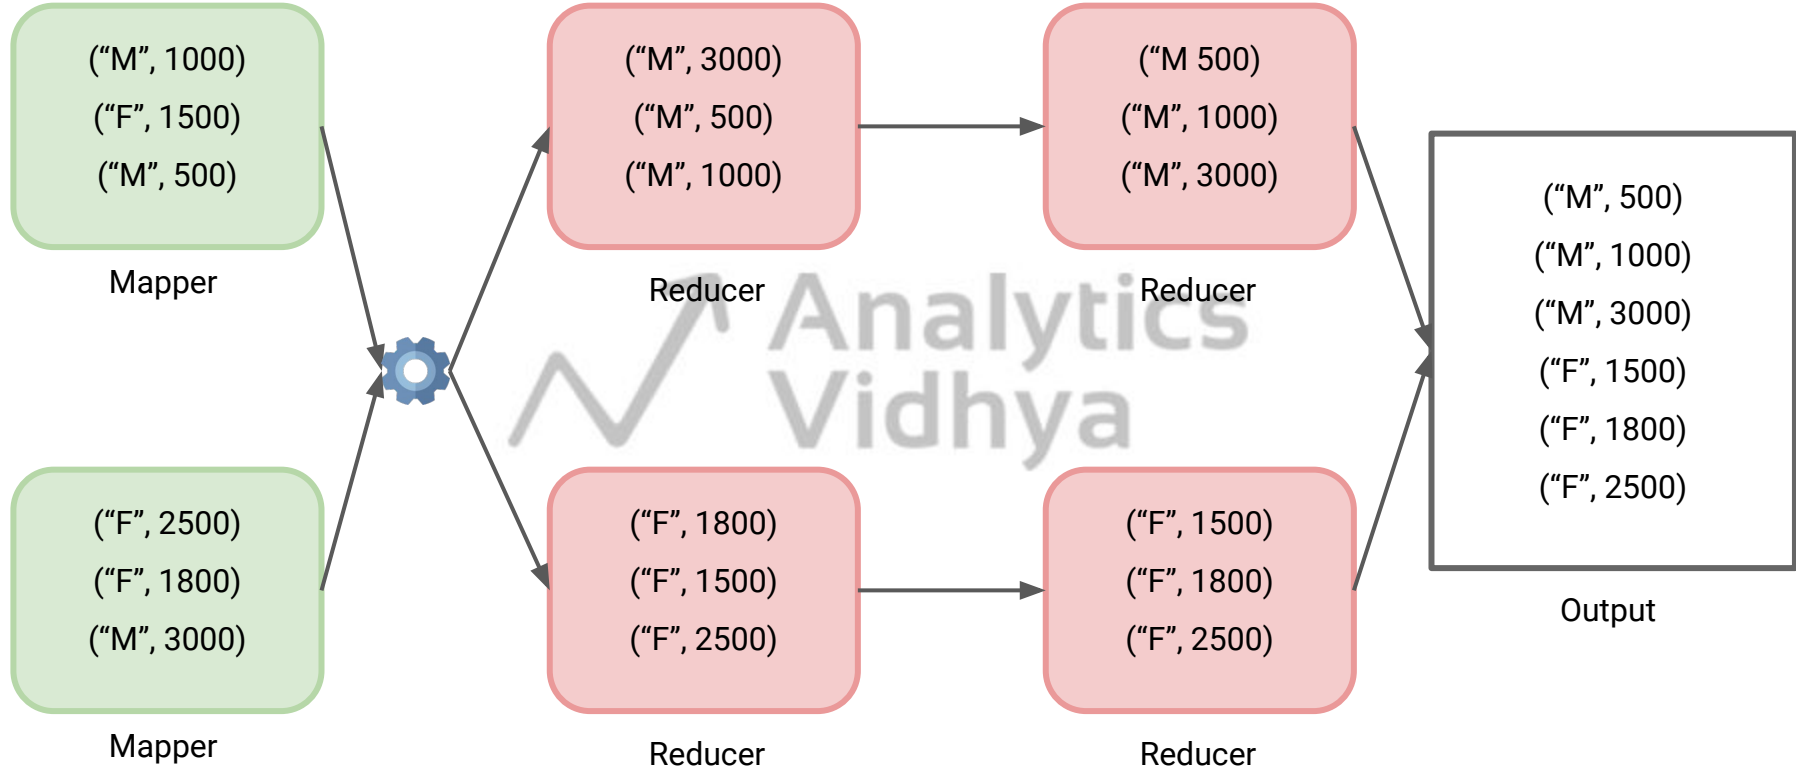 (“M”, 1000)
(“F”, 1500)
(“M”, 500)
Mapper
(“F”, 2500)
(“F”, 1800)
(“M”, 3000)
Mapper
(“M”, 3000)
(“M”, 500)
(“M”, 1000)
Reducer
(“F”, 1800)
(“F”, 1500)
(“F”, 2500)
Reducer
(“M 500)
(“M”, 1000)
(“M”, 3000)
Reducer
(“F”, 1500)
(“F”, 1800)
(“F”, 2500)
Reducer
(“M”, 500)
(“M”, 1000)
(“M”, 3000)
(“F”, 1500)
(“F”, 1800)
(“F”, 2500)
Output
Analytics
Vidhya